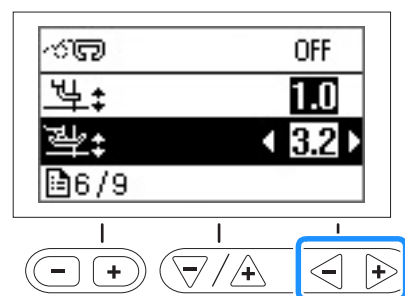 OFF
1.0
3.2
6/9
- +
- / +
- +